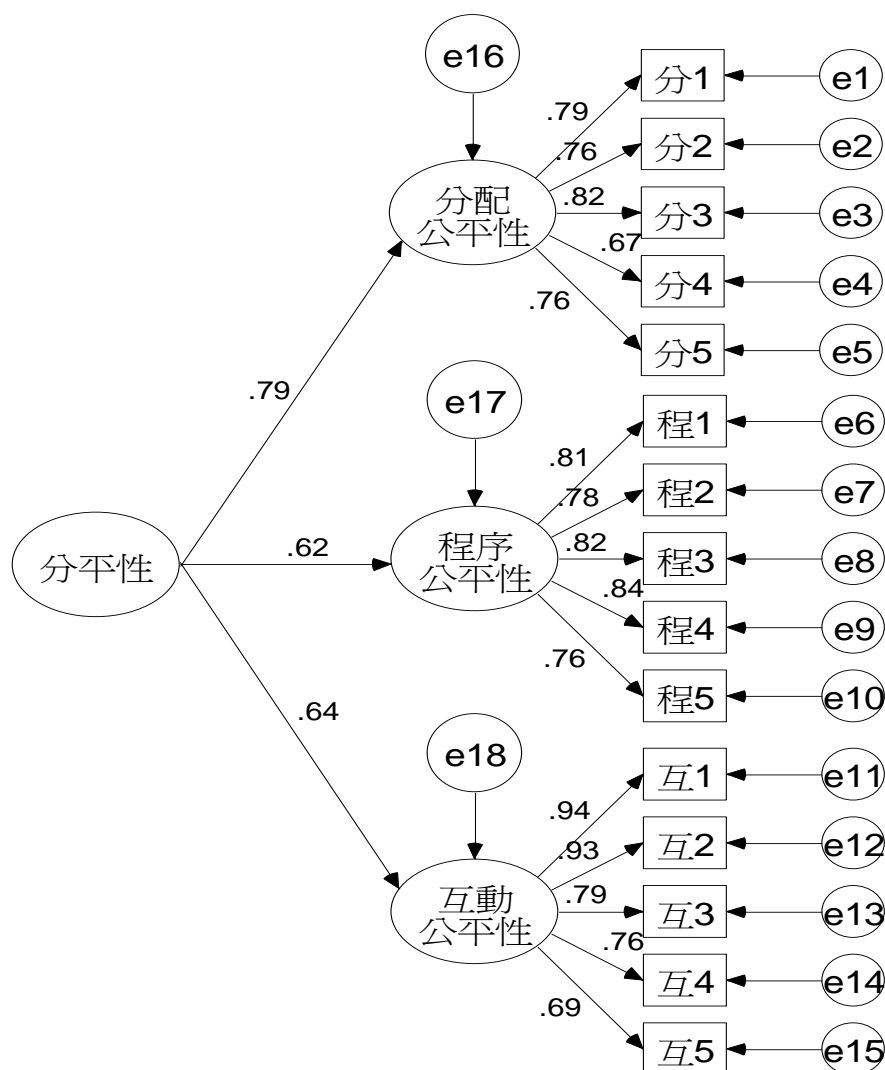 e16
分1
e1
.79
分2
e2
.76
分配
公平性
.82
分3
e3
.67
分4
e4
.76
分5
e5
.79
e17
程1
e6
.81
程2
e7
.78
分平性
.62
程序
公平性
.82
程3
e8
.84
程4
e9
.76
程5
e10
.64
e18
互1
e11
.94
互2
e12
.93
互動
公平性
.79
互3
e13
.76
互4
e14
.69
互5
e15